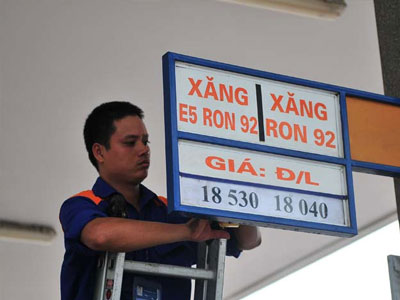 XĂNG
E5 RON 92
XĂNG
RON 92
GIÁ: Đ/L
18 530 18 040